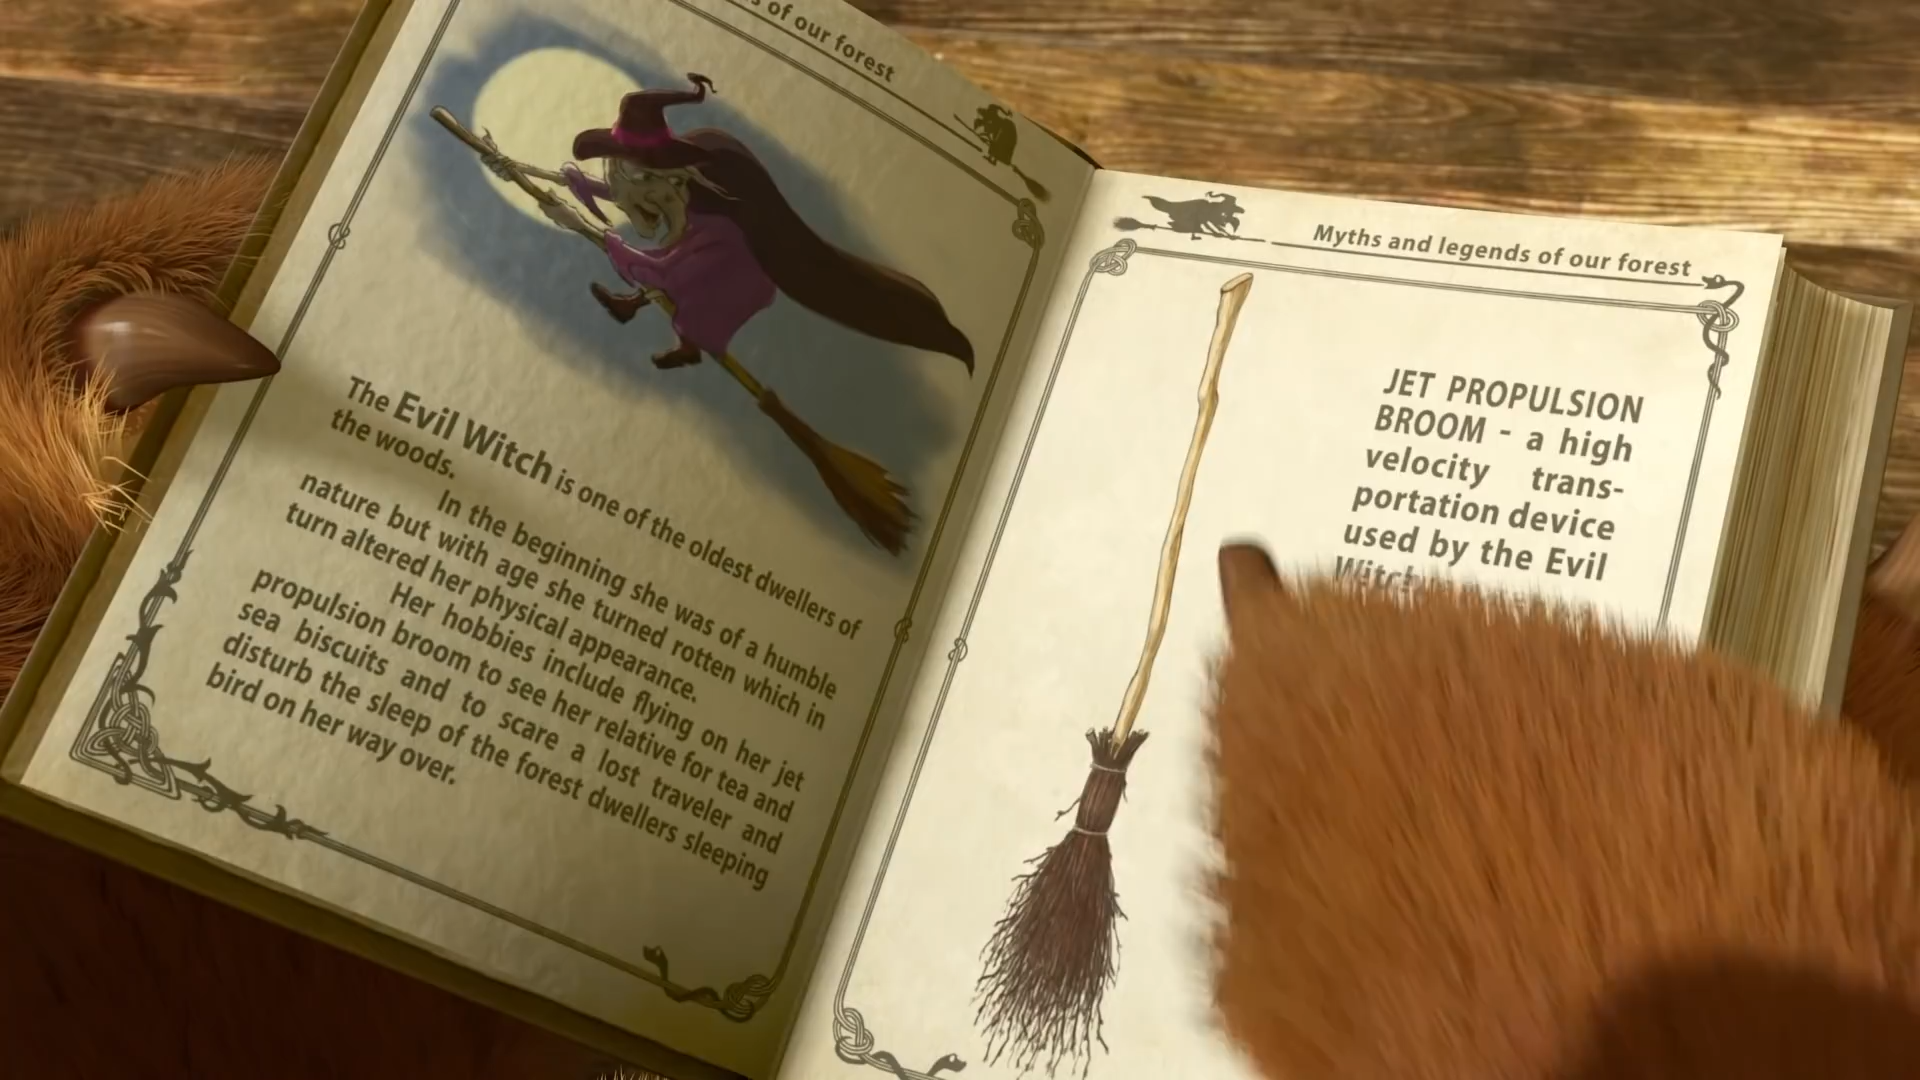 s of our forest
The Evil Witch is one of the oldest dwellers of
the woods.
In the beginning she was of a humble
nature but with age she turned rotten which in
turn altered her physical appearance.
Her hobbies include flying on her jet
propulsion broom to see her relative for tea and
sea biscuits and to scare a lost traveler and
disturb the sleep of the forest dwellers sleeping
bird on her way over.
Myths and legends of our forest
JET PROPULSION
BROOM - a high
velocity trans-
portation device
used by the Evil
Witch